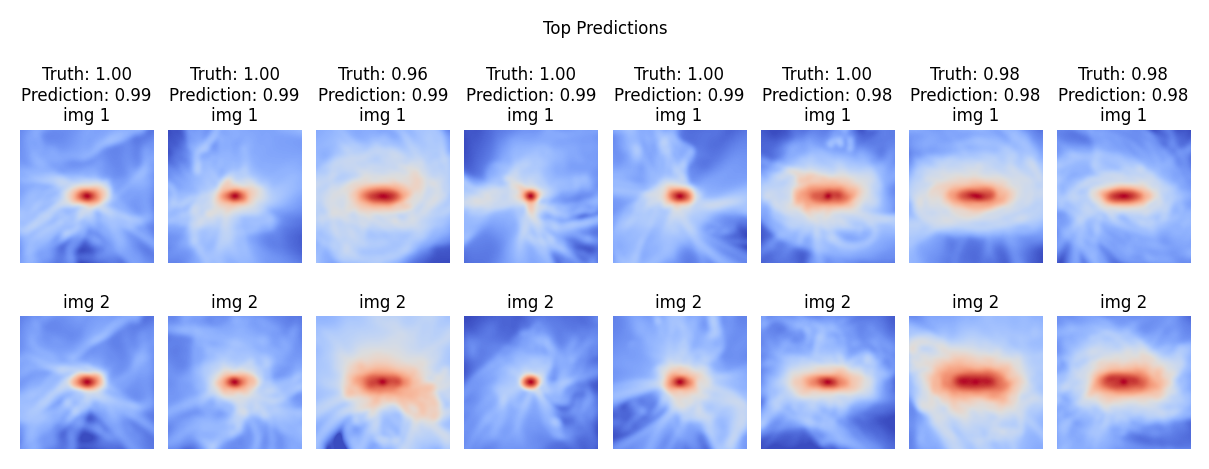 Top Predictions
Truth: 1.00
Prediction: 0.99
img 1
Truth: 1.00
Prediction: 0.99
img 1
Truth: 0.96
Prediction: 0.99
img 1
Truth: 1.00
Prediction: 0.99
img 1
Truth: 1.00
Prediction: 0.99
img 1
Truth: 1.00
Prediction: 0.98
img 1
Truth: 0.98
Prediction: 0.98
img 1
Truth: 0.98
Prediction: 0.98
img 1
img 2
img 2
img 2
img 2
img 2
img 2
img 2
img 2